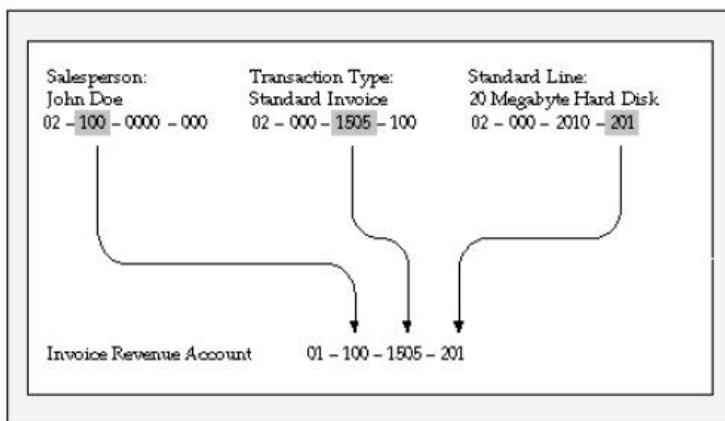 Salesperson:
John Doe
02 – 100 – 0000 – 000
Transaction Type:
Standard Invoice
02 – 000 – 1505 – 100
Standard Line:
20 Megabyte Hard Disk
02 – 000 – 2010 – 201
Invoice Revenue Account 01 – 100 – 1505 – 201